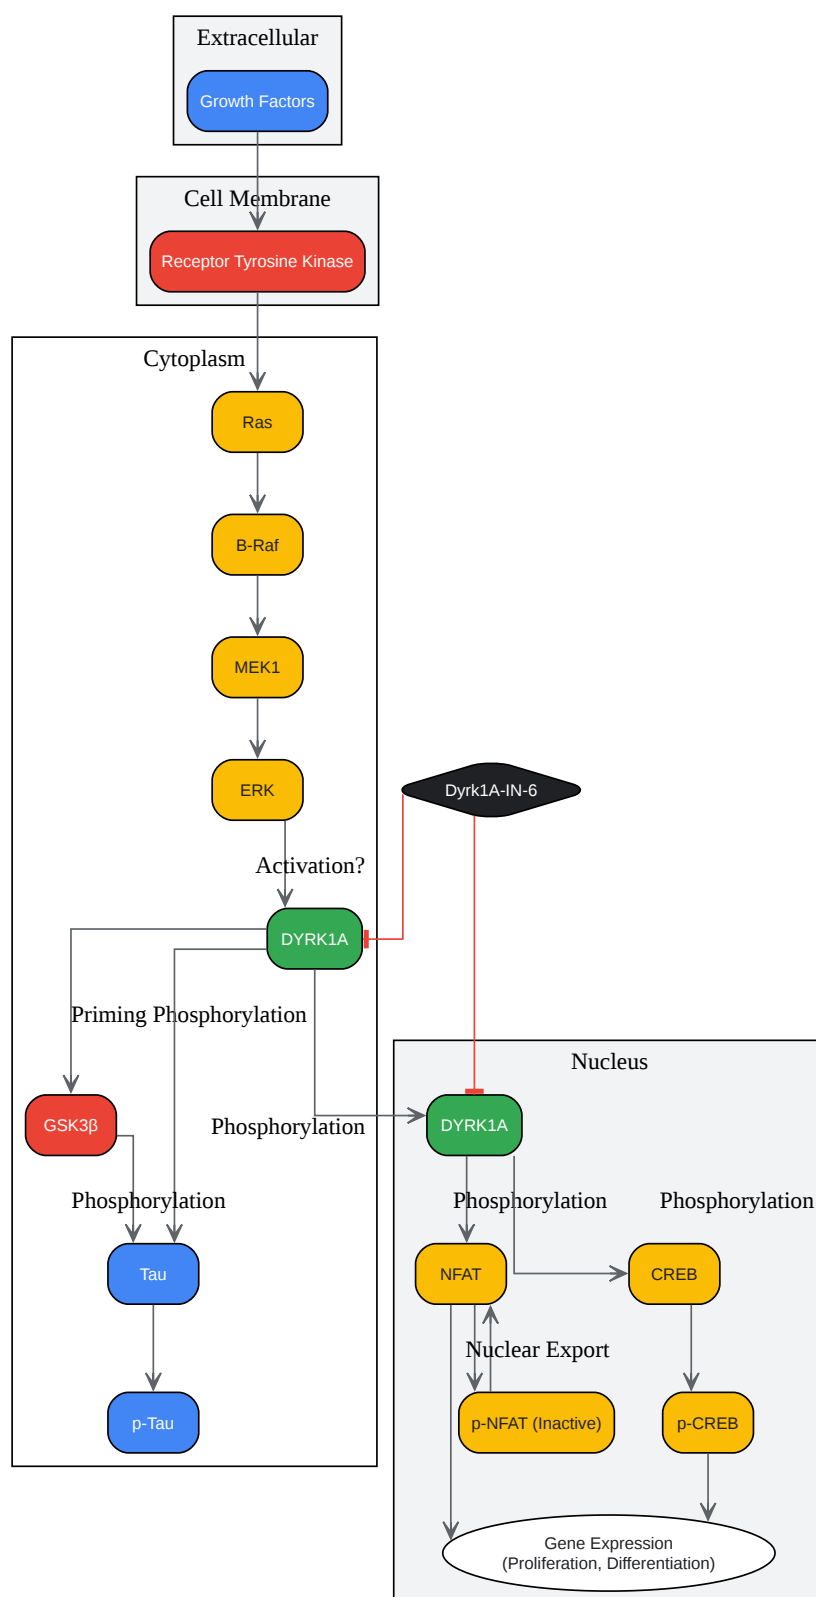 Extracellular
Growth Factors
Cell Membrane
Receptor Tyrosine Kinase
Cytoplasm
Ras
B-Raf
MEK1
ERK
Dyrk1A-IN-6
Activation?
DYRK1A
Priming Phosphorylation
Nucleus
GSK3β
Phosphorylation
DYRK1A
Phosphorylation
Phosphorylation
Phosphorylation
Tau
NFAT
CREB
Nuclear Export
p-Tau
p-NFAT (Inactive)
p-CREB
Gene Expression
(Proliferation, Differentiation)